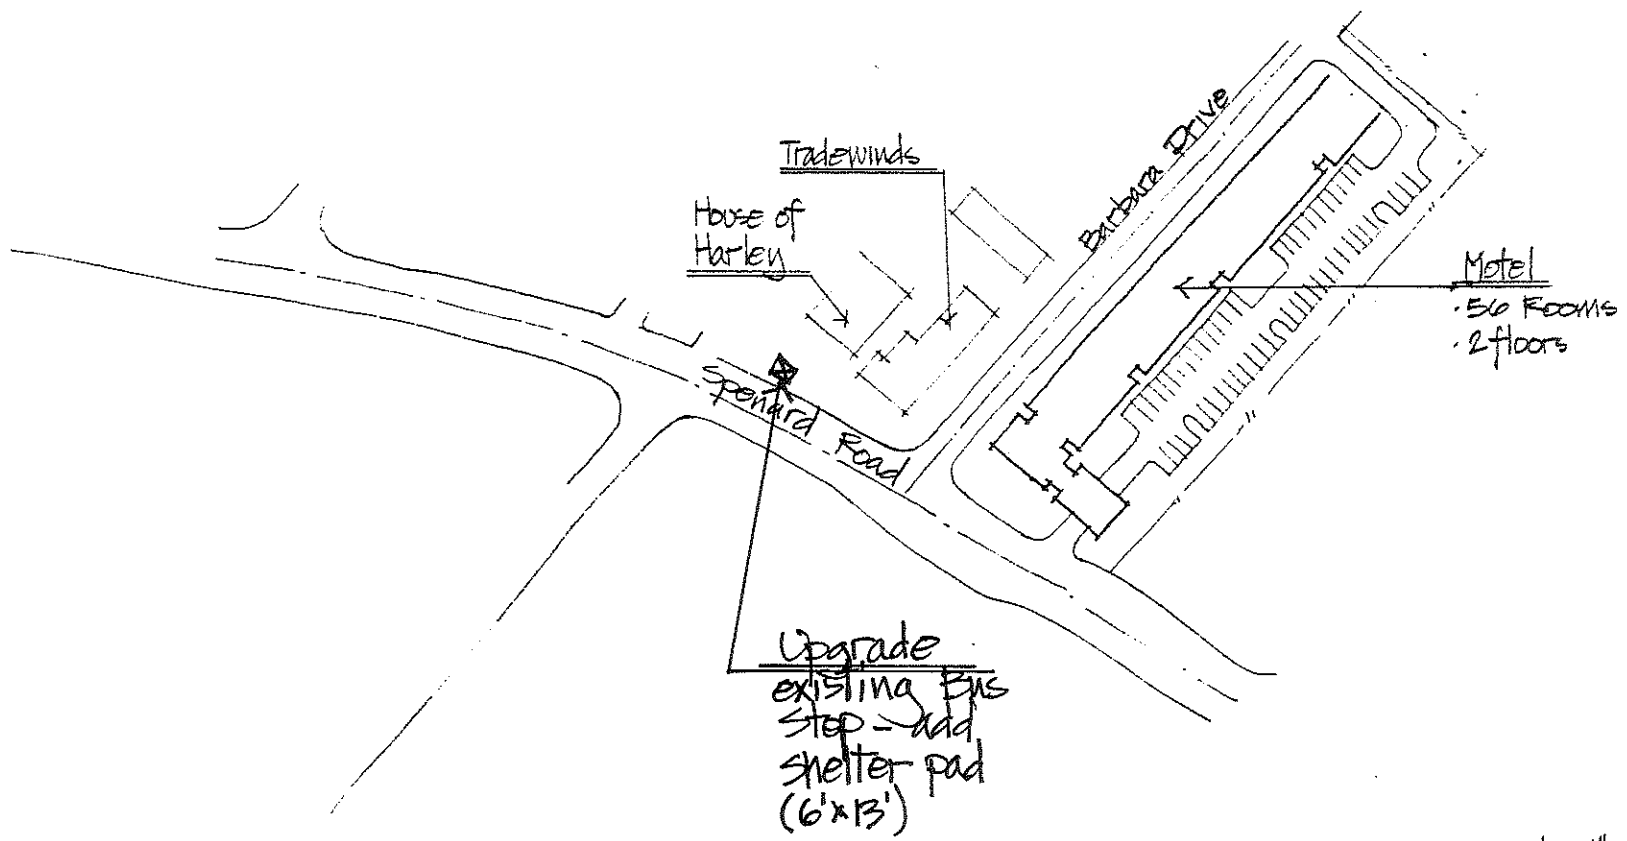 Tradewinds
House of
Harley
Barbara Drive
Motel
·56 Rooms
·2 floors
Spenard Road
Upgrade
existing Bus
Stop - add
shelter pad
(6'x13')